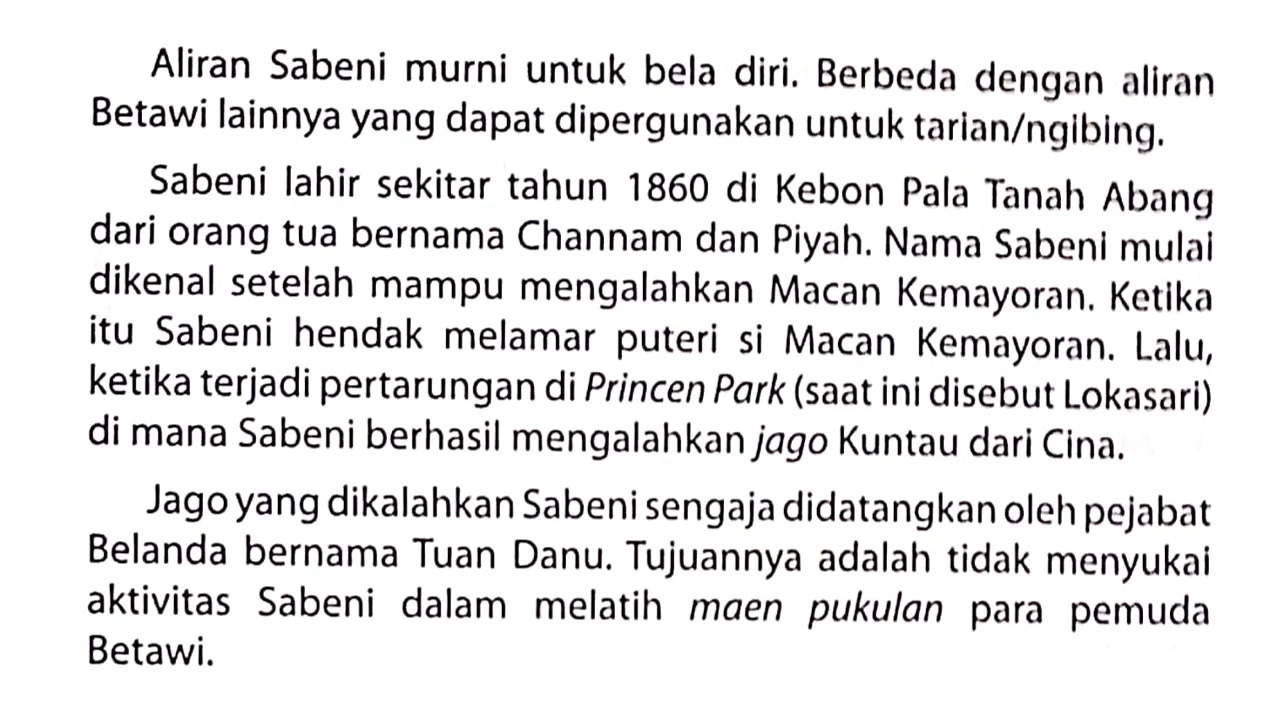 Aliran Sabeni murni untuk bela diri. Berbeda dengan aliran
Betawi lainnya yang dapat dipergunakan untuk tarian/ngibing.
Sabeni lahir sekitar tahun 1860 di Kebon Pala Tanah Abang
dari orang tua bernama Channam dan Piyah. Nama Sabeni mulai
dikenal setelah mampu mengalahkan Macan Kemayoran. Ketika
itu Sabeni hendak melamar puteri si Macan Kemayoran. Lalu,
ketika terjadi pertarungan di Princen Park (saat ini disebut Lokasari)
di mana Sabeni berhasil mengalahkan jago Kuntau dari Cina.
Jago yang dikalahkan Sabeni sengaja didatangkan oleh pejabat
Belanda bernama Tuan Danu. Tujuannya adalah tidak menyukai
aktivitas Sabeni dalam melatih maen pukulan para pemuda
Betawi.